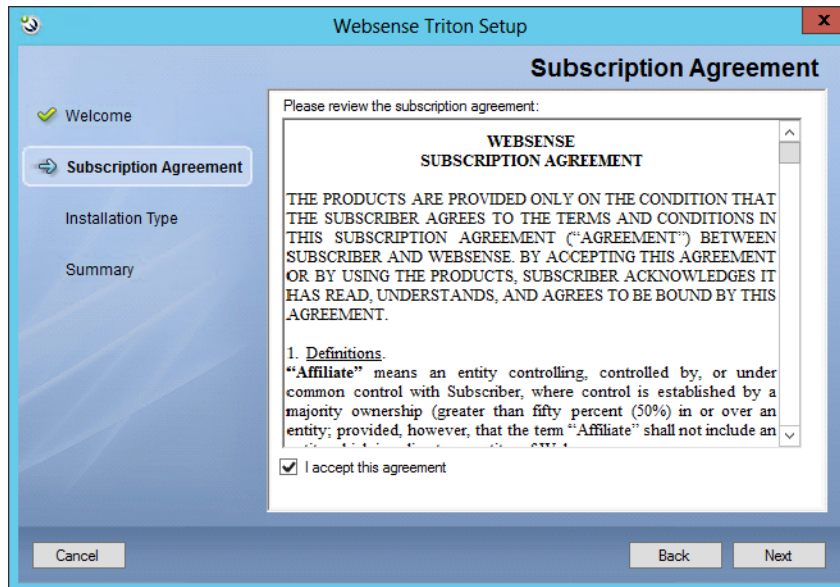 Websense Triton Setup
x
Subscription Agreement
Welcome
Subscription Agreement
Installation Type
Summary
Please review the subscription agreement:
WEBSENSE
SUBSCRIPTION AGREEMENT
THE PRODUCTS ARE PROVIDED ONLY ON THE CONDITION THAT
THE SUBSCRIBER AGREES TO THE TERMS AND CONDITIONS IN
THIS SUBSCRIPTION AGREEMENT (“AGREEMENT”) BETWEEN
SUBSCRIBER AND WEBSENSE. BY ACCEPTING THIS AGREEMENT
OR BY USING THE PRODUCTS, SUBSCRIBER ACKNOWLEDGES IT
HAS READ, UNDERSTANDS, AND AGREES TO BE BOUND BY THIS
AGREEMENT.
1. Definitions.
“Affiliate” means an entity controlling, controlled by, or under
common control with Subscriber, where control is established by a
majority ownership (greater than fifty percent (50%) in or over an
entity; provided, however, that the term “Affiliate” shall not include an
I accept this agreement
Cancel
Back
Next